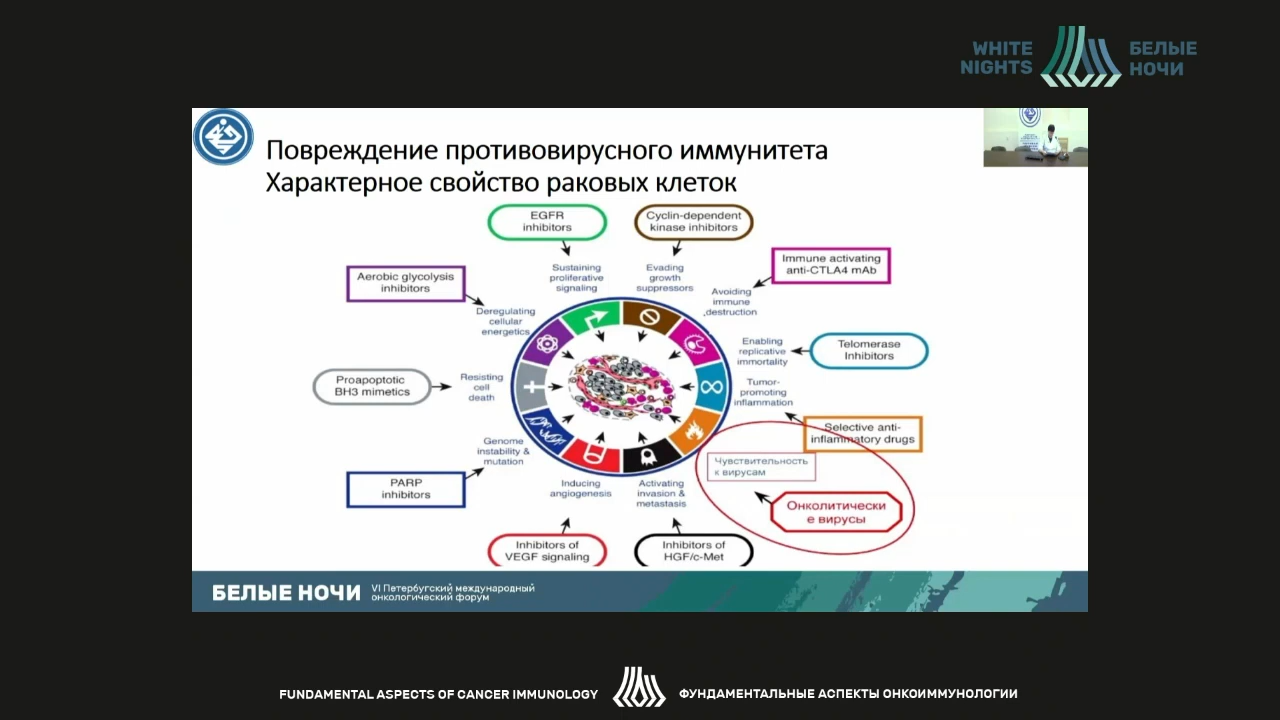 WHITE
NIGHTS
БЕЛЫЕ
НОЧИ
Повреждение противовирусного иммунитета
Характерное свойство раковых клеток
EGFR
inhibitors
Cyclin-dependent
kinase inhibitors
Aerobic glycolysis
inhibitors
Sustaining
proliferative
signaling
Evading
growth
suppressors
Immune activating
anti-CTLA4 mAb
Deregulating
cellular
energetics
Avoiding
immune
destruction
Enabling
replicative
immortality
Telomerase
Inhibitors
Proapoptotic
BH3 mimetics
Resisting
cell
death
Tumor-
promoting
inflammation
Selective anti-
inflammatory drugs
Genome
instability &
mutation
Чувствительность
к вирусам
PARP
inhibitors
Inducing
angiogenesis
Activating
invasion &
metastasis
Онколитически
е вирусы
Inhibitors of
VEGF signaling
Inhibitors of
HGF/c-Met
БЕЛЫЕ НОЧИ
VI Петербугский международный
онкологический форум
FUNDAMENTAL ASPECTS OF CANCER IMMUNOLOGY
ФУНДАМЕНТАЛЬНЫЕ АСПЕКТЫ ОНКОИММУНОЛОГИИ